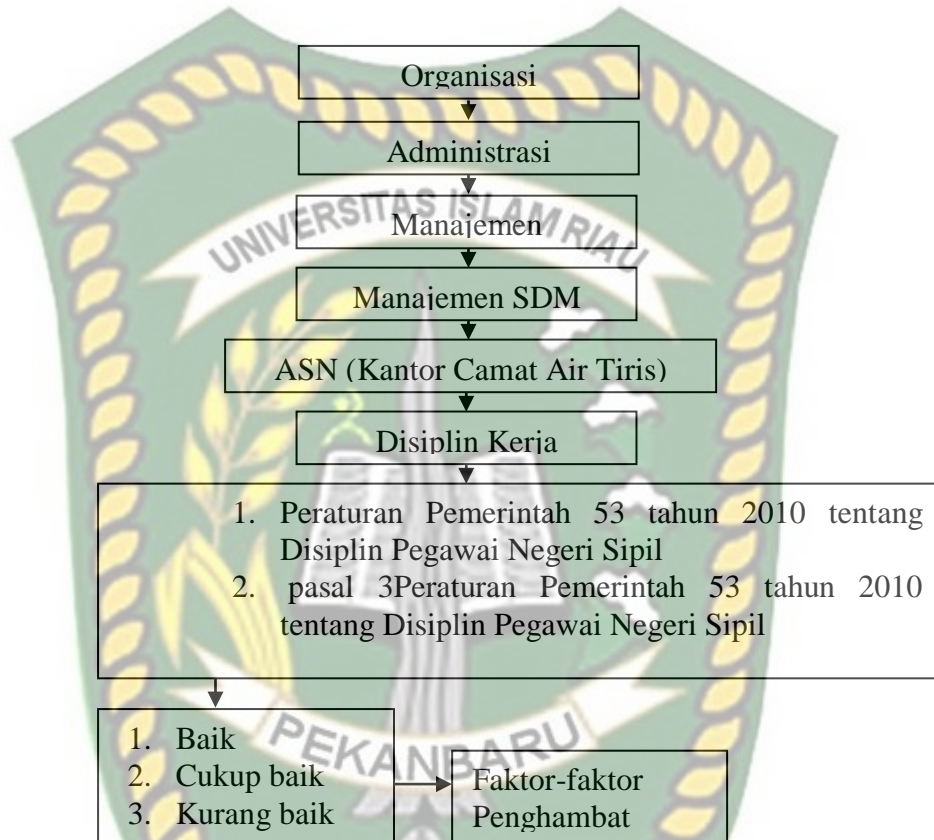 Organisasi
Administrasi
UNIVERSITAS ISLAM RIAU
Manajemen
Manajemen SDM
ASN (Kantor Camat Air Tiris)
Disiplin Kerja
1. Peraturan Pemerintah 53 tahun 2010 tentang
Disiplin Pegawai Negeri Sipil
2. pasal 3Peraturan Pemerintah 53 tahun 2010
tentang Disiplin Pegawai Negeri Sipil
PEKANBARU
1. Baik
2. Cukup baik
3. Kurang baik
Faktor-faktor
Penghambat